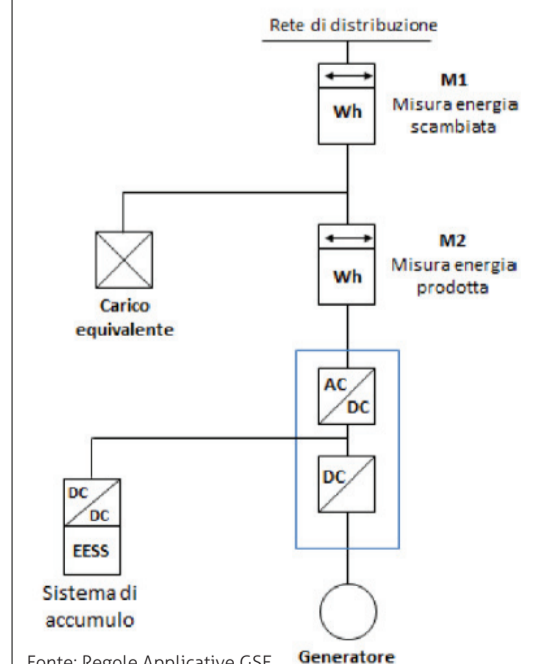 Rete di distribuzione
Wh
M1
Misura energia
scambiata
Wh
M2
Misura energia
prodotta
Carico
equivalente
AC
DC
DC
DC
DC
EESS
Sistema di
accumulo
Generatore
Fonte: Regole Applicative GSE